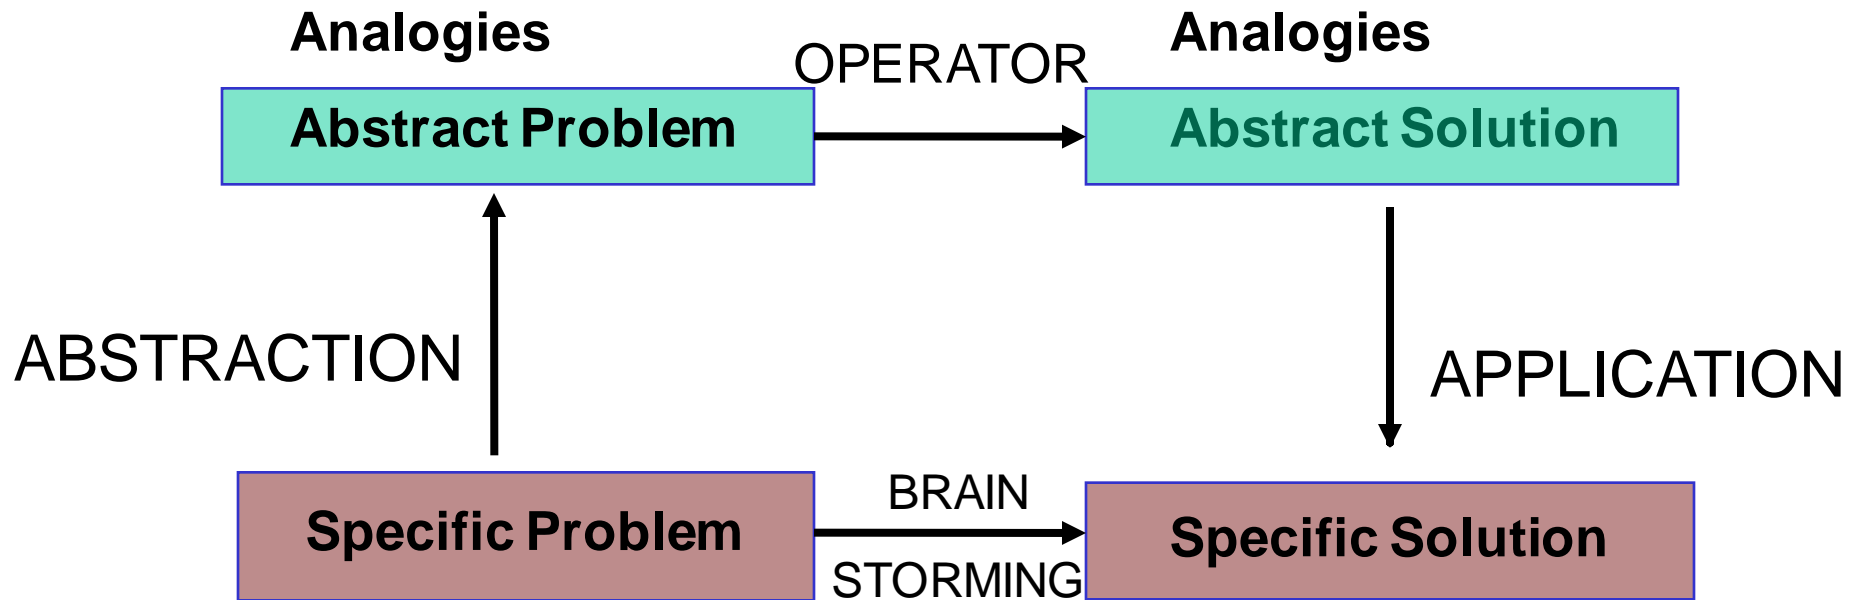 Analogies
Analogies
OPERATOR
Abstract Problem
Abstract Solution
ABSTRACTION
APPLICATION
Specific Problem
BRAIN
STORMING
Specific Solution